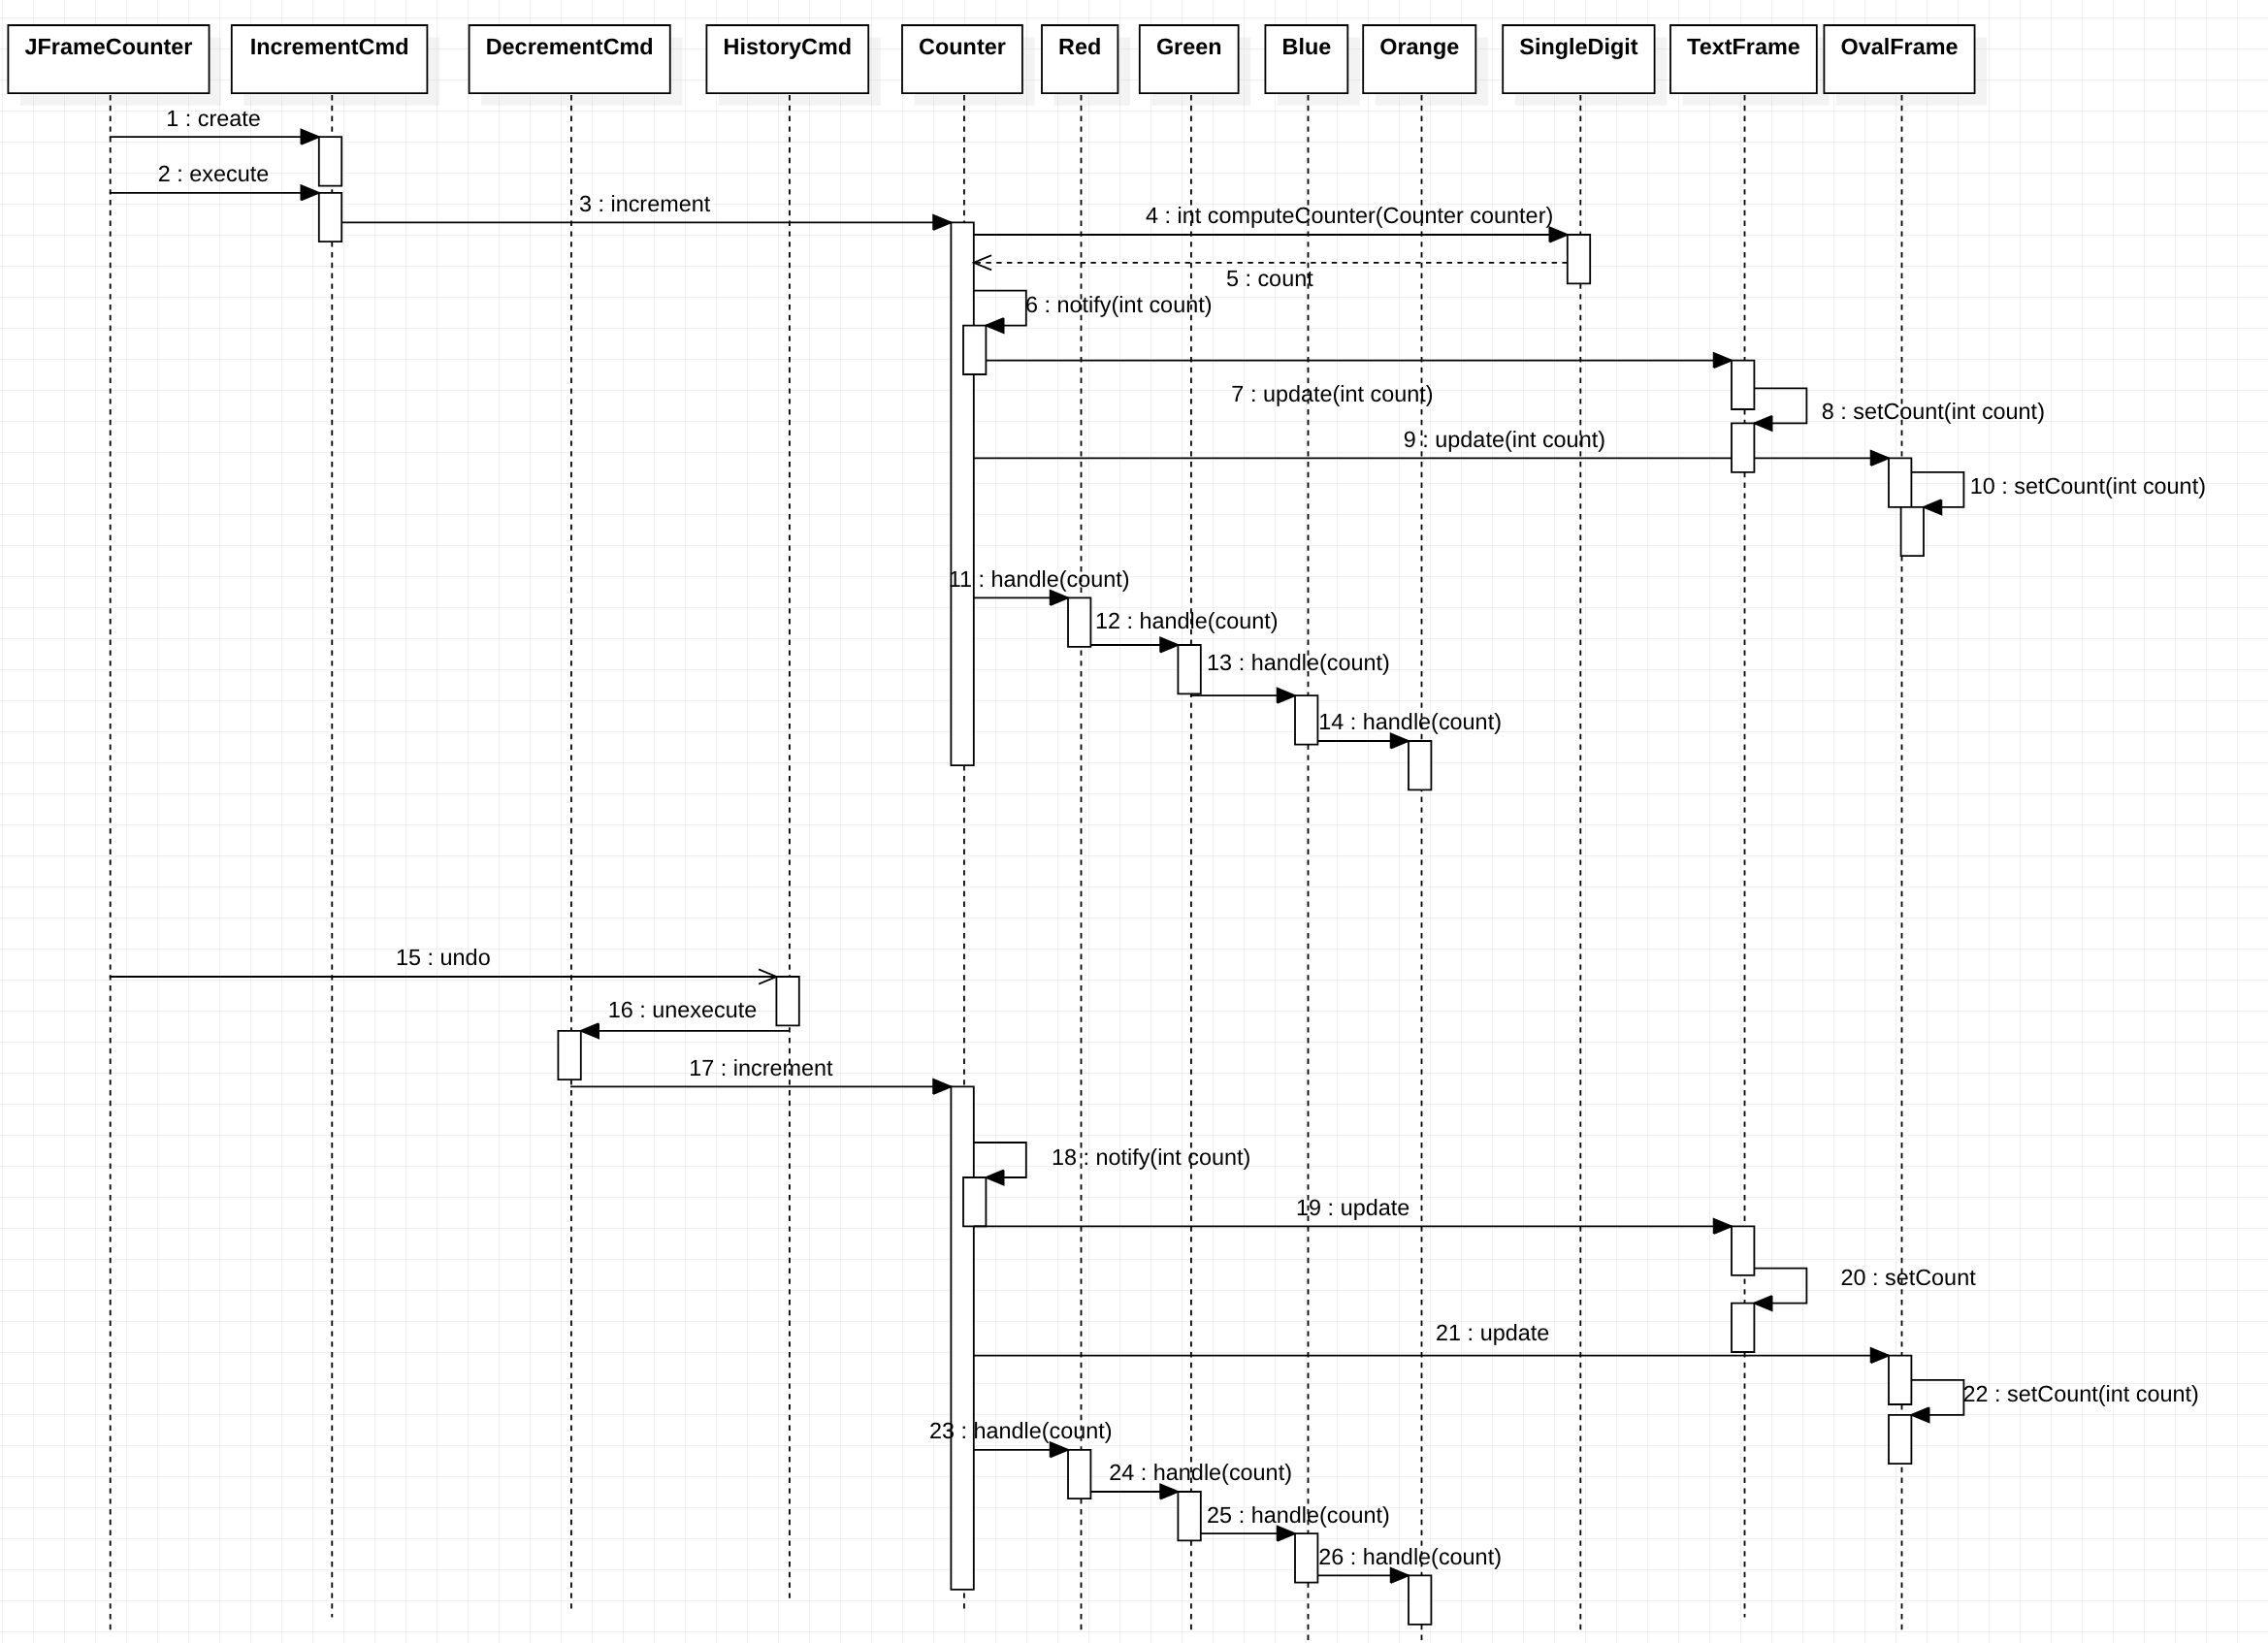 JFrameCounter
IncrementCmd
DecrementCmd
HistoryCmd
Counter
Red
Green
Blue
Orange
SingleDigit
TextFrame
OvalFrame
1 : create
2 : execute
3 : increment
4 : int computeCounter(Counter counter)
5 : count
6 : notify(int count)
7 : update(int count)
8 : setCount(int count)
9 : update(int count)
10 : setCount(int count)
11 : handle(count)
12 : handle(count)
13 : handle(count)
14 : handle(count)
15 : undo
16 : unexecute
17 : increment
18 : notify(int count)
19 : update
20 : setCount
21 : update
22 : setCount(int count)
23 : handle(count)
24 : handle(count)
25 : handle(count)
26 : handle(count)